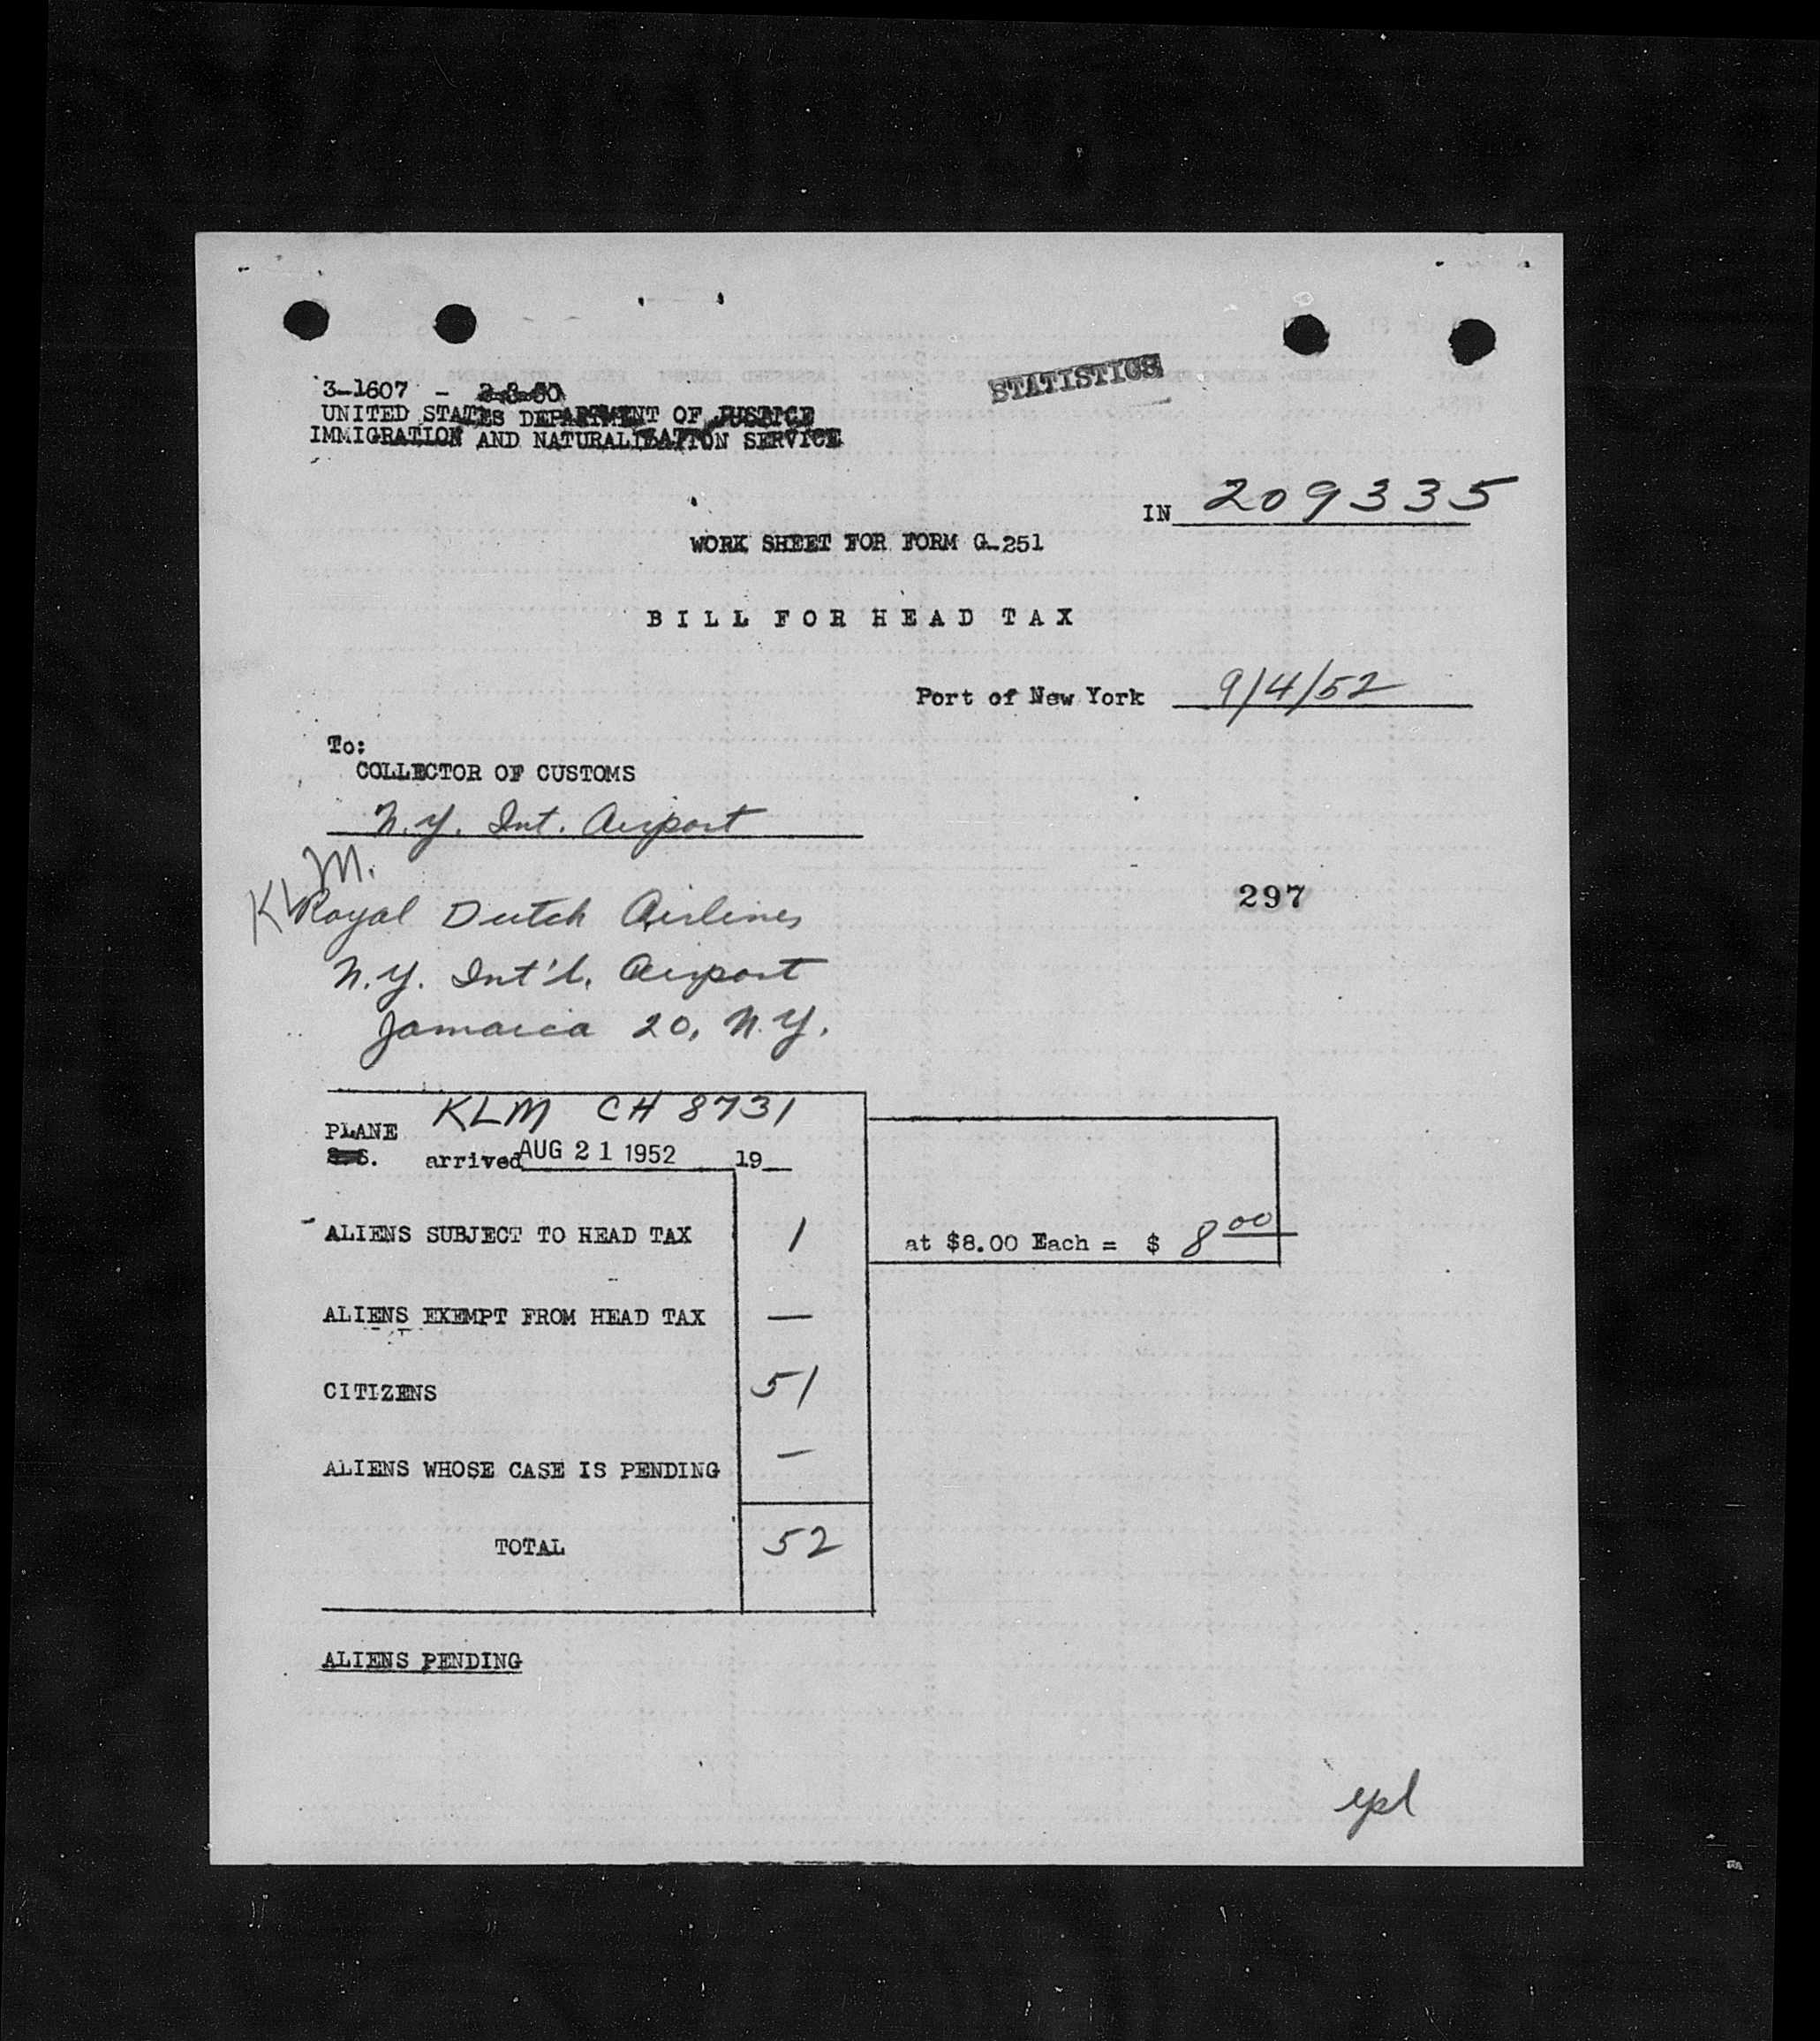 STATISTICS
3-1607 - 2-8-50
UNITED STATES DEPARTMENT OF JUSTICE
IMMIGRATION AND NATURALIZATION SERVICE
IN 209335
WORK SHEET FOR FORM G-251
BILL FOR HEAD TAX
Port of New York 9/4/52
To:
COLLECTOR OF CUSTOMS
N.Y. Int. Airport
KLM.
Royal Dutch Airlines
297
N.Y. Int'l. Airport
Jamaica 20, N.Y.
KLM CH 8731
PLANE
S.S. arrived AUG 21 1952 19
ALIENS SUBJECT TO HEAD TAX 1 at $8.00 Each = $ 8 00
ALIENS EXEMPT FROM HEAD TAX —
CITIZENS 51
ALIENS WHOSE CASE IS PENDING —
TOTAL 52
ALIENS PENDING